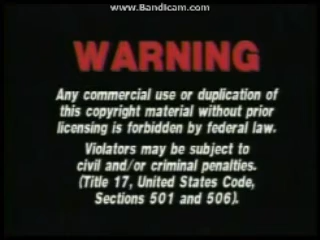 www.Bandicam.com
WARNING
Any commercial use or duplication of
this copyright material without prior
licensing is forbidden by federal law.
Violators may be subject to
civil and/or criminal penalties.
(Title 17, United States Code,
Sections 501 and 506).